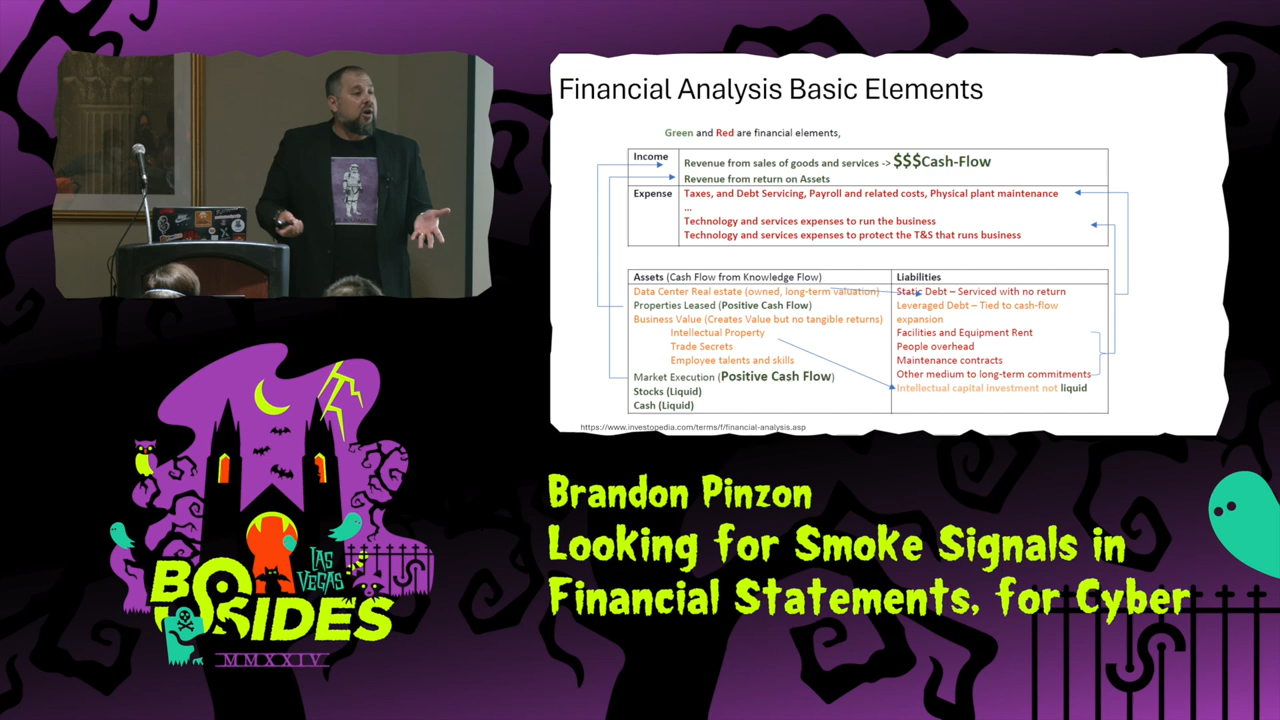 Financial Analysis Basic Elements
Green and Red are financial elements,
Income
Revenue from sales of goods and services -> $$$Cash-Flow
Revenue from return on Assets
Expense
Taxes, and Debt Servicing, Payroll and related costs, Physical plant maintenance
...
Technology and services expenses to run the business
Technology and services expenses to protect the T&S that runs business
Assets (Cash Flow from Knowledge Flow)
Data Center Real estate (owned, long-term valuation)
Properties Leased (Positive Cash Flow)
Business Value (Creates Value but no tangible returns)
Intellectual Property
Trade Secrets
Employee talents and skills
Market Execution (Positive Cash Flow)
Stocks (Liquid)
Cash (Liquid)
Liabilities
Static Debt – Serviced with no return
Leveraged Debt – Tied to cash-flow
expansion
Facilities and Equipment Rent
People overhead
Maintenance contracts
Other medium to long-term commitments
Intellectual capital investment not liquid
https://www.investopedia.com/terms/f/financial-analysis.asp
Brandon Pinzon
Looking for Smoke Signals in
Financial Statements, for Cyber
LAS
VEGAS
BSIDES
MMXXIV